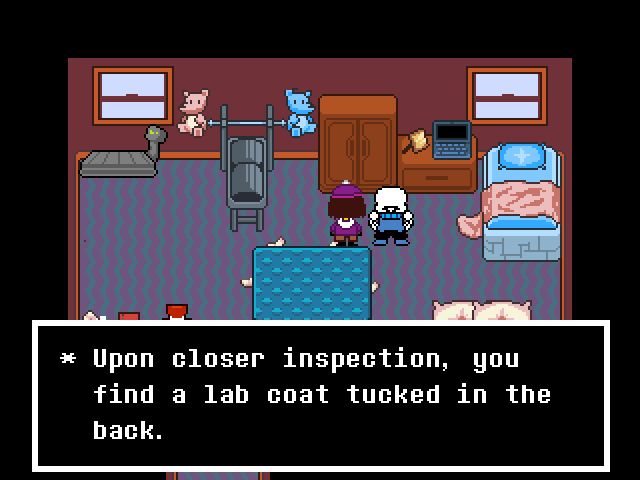 * Upon closer inspection, you
find a lab coat tucked in the
back.